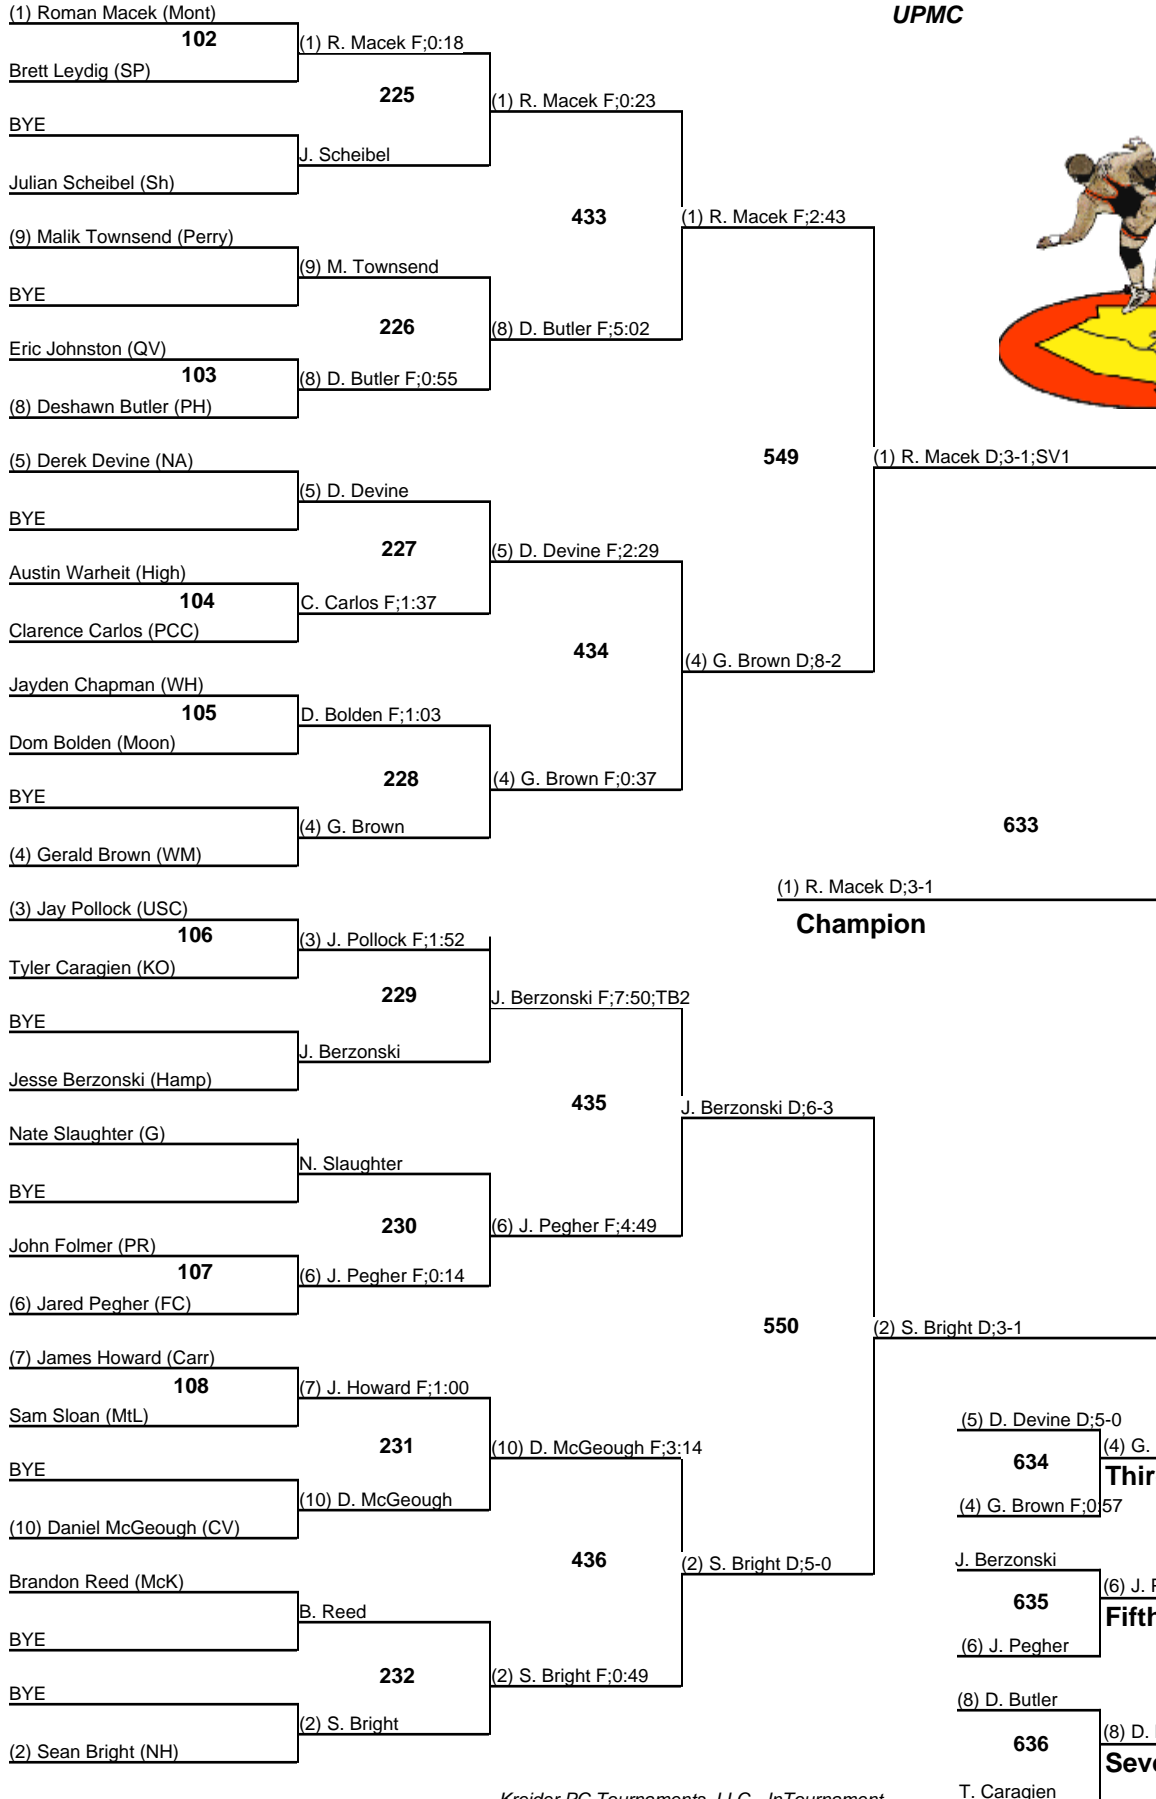 UPMC
(1) Roman Macek (Mont)
102
Brett Leydig (SP)
(1) R. Macek F;0:18
225
BYE
J. Scheibel
Julian Scheibel (Sh)
(1) R. Macek F;0:23
433
(9) Malik Townsend (Perry)
(9) M. Townsend
BYE
226
Eric Johnston (QV)
103
(8) D. Butler F;0:55
(8) Deshawn Butler (PH)
(8) D. Butler F;5:02
(1) R. Macek F;2:43
549
(1) R. Macek D;3-1;SV1
(5) Derek Devine (NA)
(5) D. Devine
BYE
227
Austin Warheit (High)
104
C. Carlos F;1:37
Clarence Carlos (PCC)
(5) D. Devine F;2:29
434
(4) G. Brown D;8-2
Jayden Chapman (WH)
105
D. Bolden F;1:03
Dom Bolden (Moon)
228
BYE
(4) G. Brown
(4) Gerald Brown (WM)
(4) G. Brown F;0:37
633
(1) R. Macek D;3-1
Champion
(3) Jay Pollock (USC)
106
(3) J. Pollock F;1:52
Tyler Caragien (KO)
229
BYE
J. Berzonski
Jesse Berzonski (Hamp)
J. Berzonski F;7:50;TB2
435
J. Berzonski D;6-3
Nate Slaughter (G)
N. Slaughter
BYE
230
John Folmer (PR)
107
(6) J. Pegher F;0:14
(6) Jared Pegher (FC)
(6) J. Pegher F;4:49
550
(2) S. Bright D;3-1
(7) James Howard (Carr)
108
(7) J. Howard F;1:00
Sam Sloan (MtL)
231
BYE
(10) D. McGeough
(10) Daniel McGeough (CV)
(10) D. McGeough F;3:14
436
(2) S. Bright D;5-0
Brandon Reed (McK)
B. Reed
BYE
232
BYE
(2) S. Bright
(2) Sean Bright (NH)
(2) S. Bright F;0:49
(5) D. Devine D;5-0
634
(4) G.
Thir
(4) G. Brown F;0:57
J. Berzonski
635
(6) J.
Fifth
(6) J. Pegher
(8) D. Butler
636
(8) D.
Seve
T. Caragien
Kreider PC Tournaments, LLC - InTournament